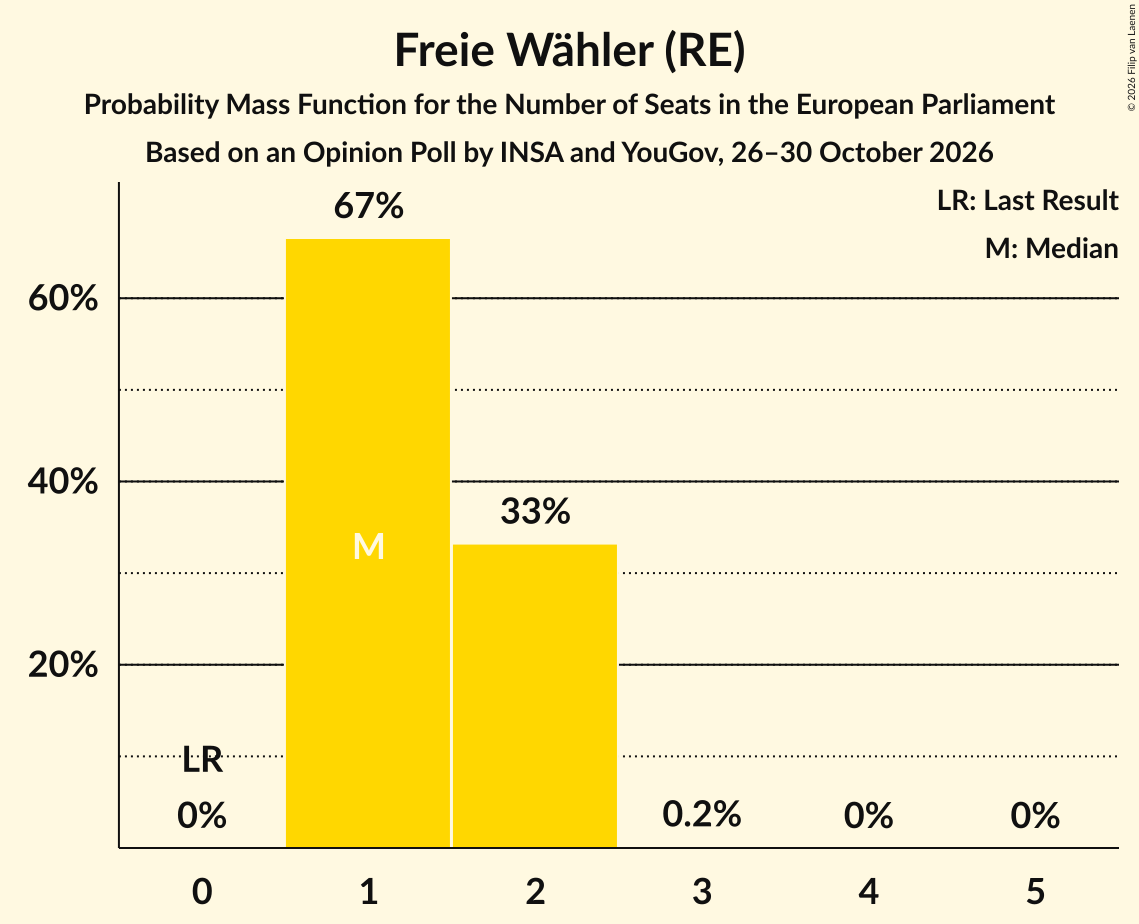 Freie Wähler (RE)
Probability Mass Function for the Number of Seats in the European Parliament
Based on an Opinion Poll by INSA and YouGov, 26–30 October 2026
© 2026 Filip van Laenen
LR: Last Result
M: Median
67%
60%
40%
33%
M
20%
LR
0%
0.2%
0%
0%
0
1
2
3
4
5